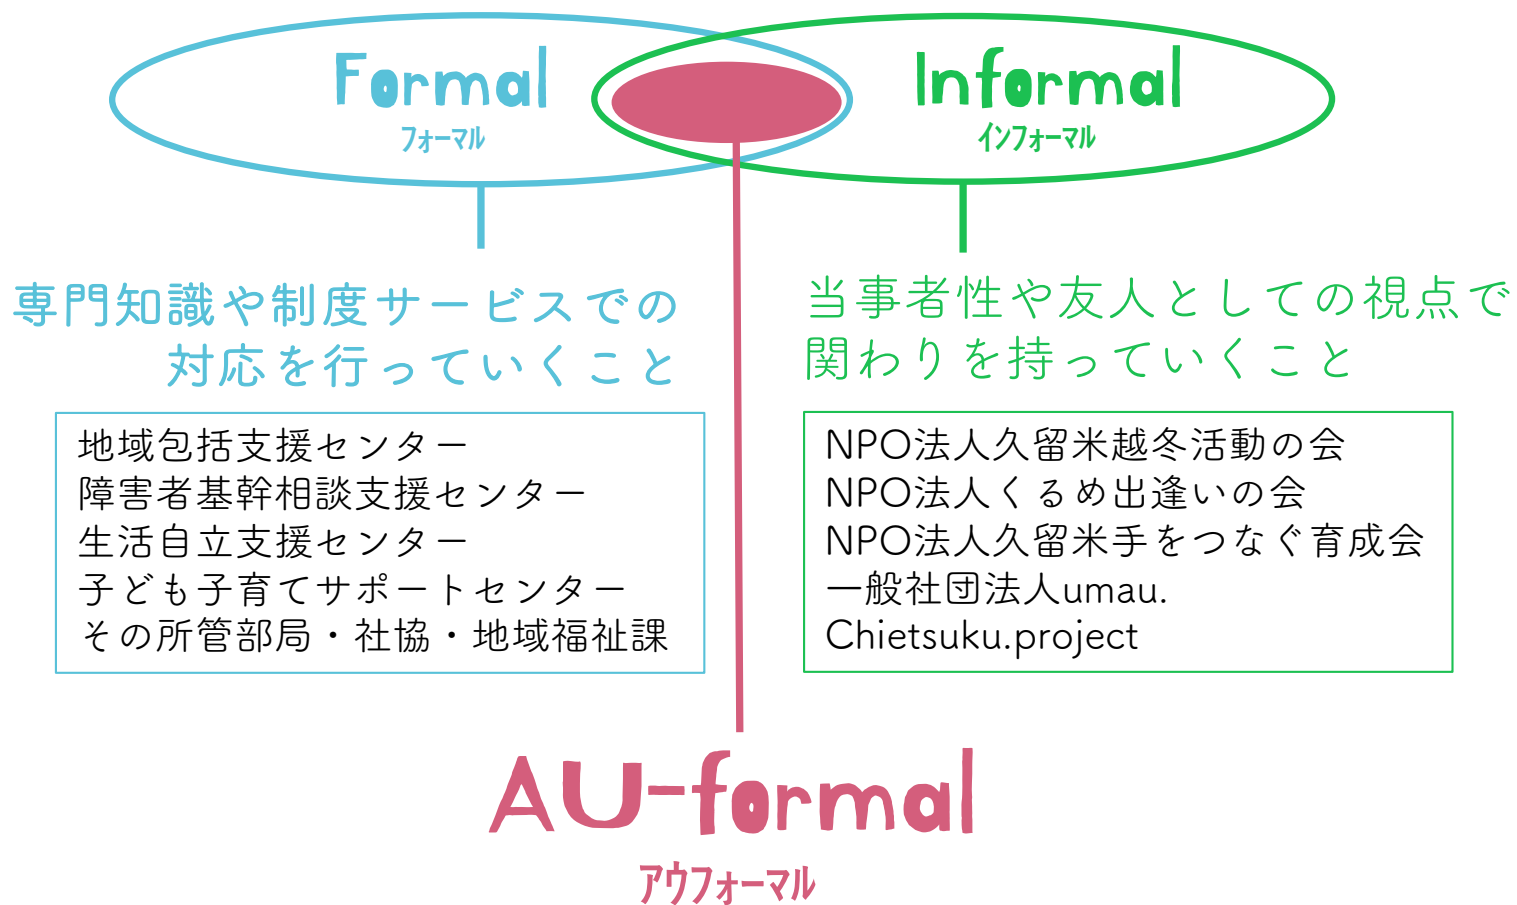 Formal
フォーマル
Informal
インフォーマル
専門知識や制度サービスでの
対応を行っていくこと
当事者性や友人としての視点で
関わりを持っていくこと
地域包括支援センター
障害者基幹相談支援センター
生活自立支援センター
子ども子育てサポートセンター
その所管部局・社協・地域福祉課
NPO法人久留米越冬活動の会
NPO法人くるめ出逢いの会
NPO法人久留米手をつなぐ育成会
一般社団法人umau.
Chietsuku.project
AU-formal
アウフォーマル